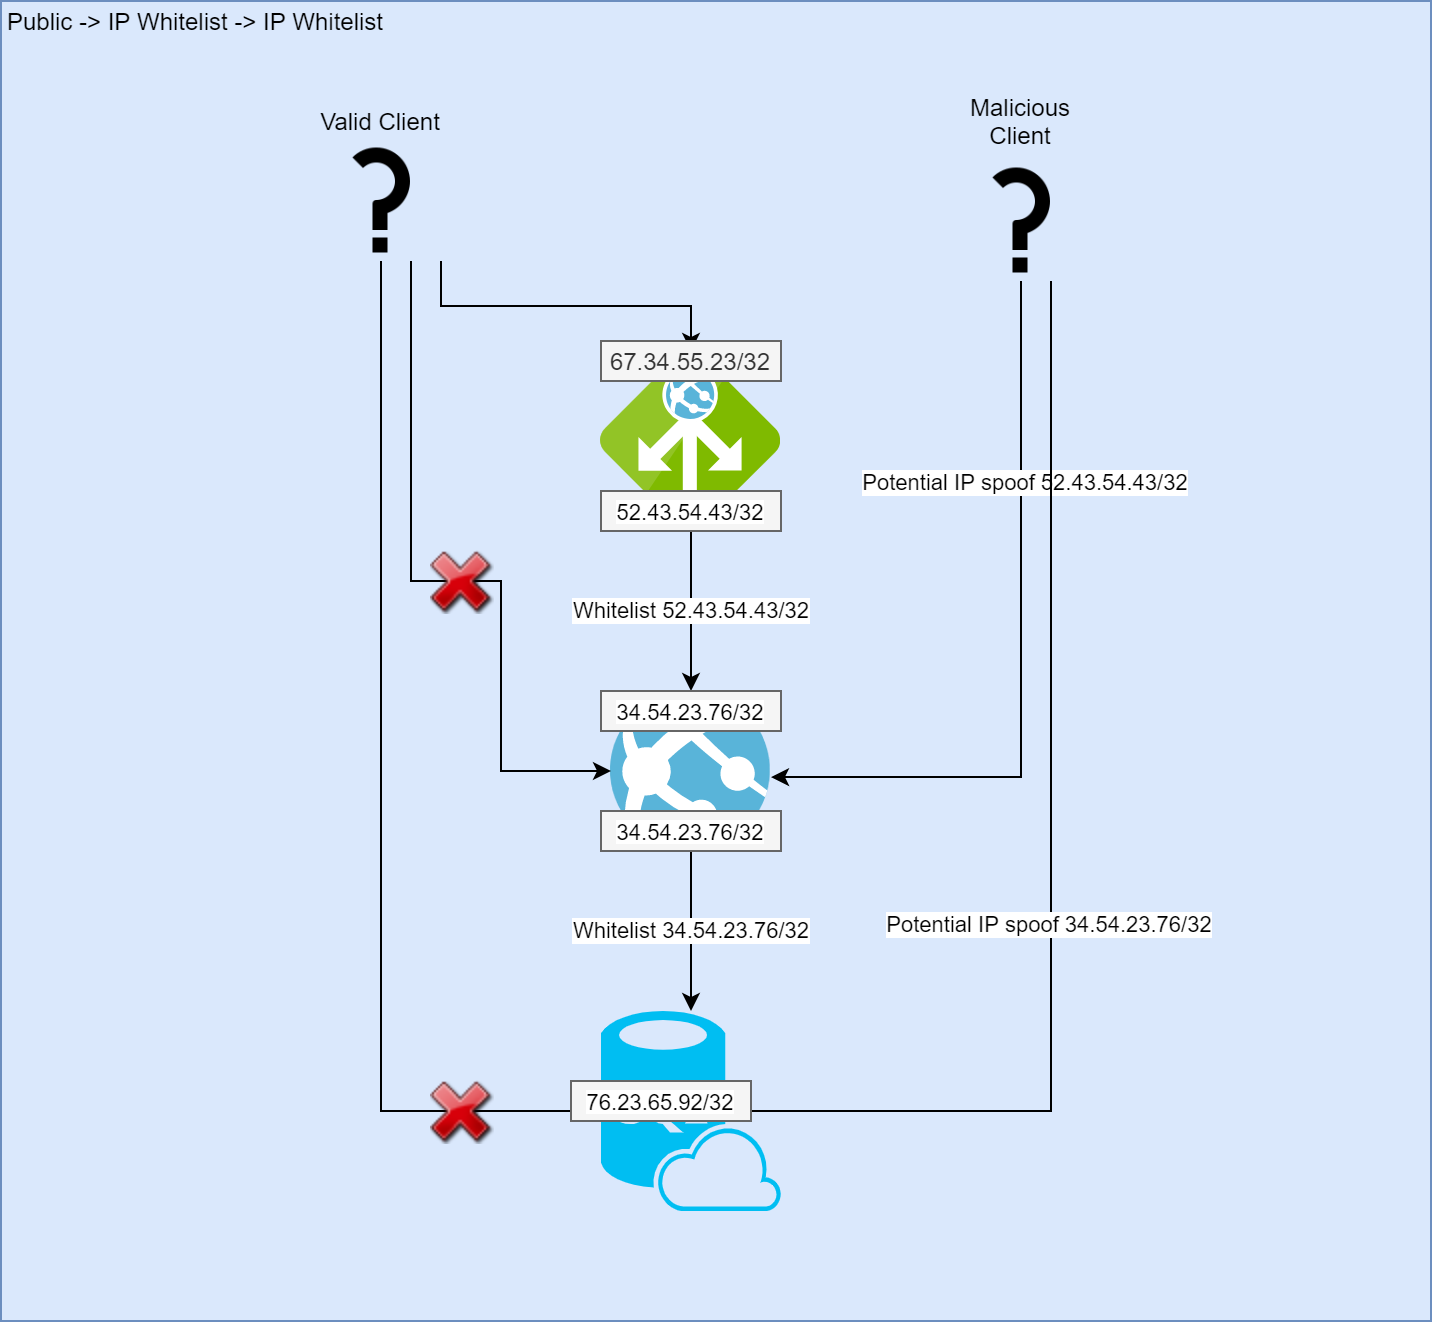 Public -> IP Whitelist -> IP Whitelist
Valid Client
Malicious
Client
67.34.55.23/32
Potential IP spoof 52.43.54.43/32
52.43.54.43/32
Whitelist 52.43.54.43/32
34.54.23.76/32
34.54.23.76/32
Whitelist 34.54.23.76/32
Potential IP spoof 34.54.23.76/32
76.23.65.92/32